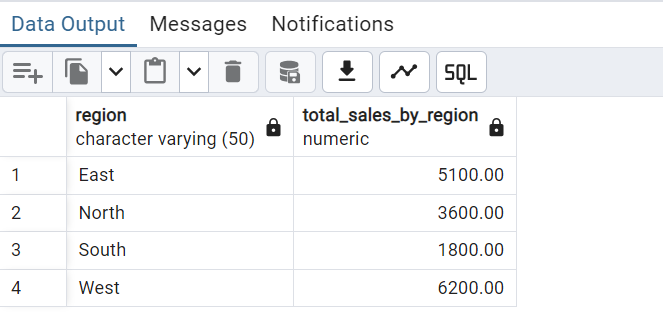 Data Output Messages Notifications
SQL
region total_sales_by_region
character varying (50) numeric
1 East 5100.00
2 North 3600.00
3 South 1800.00
4 West 6200.00